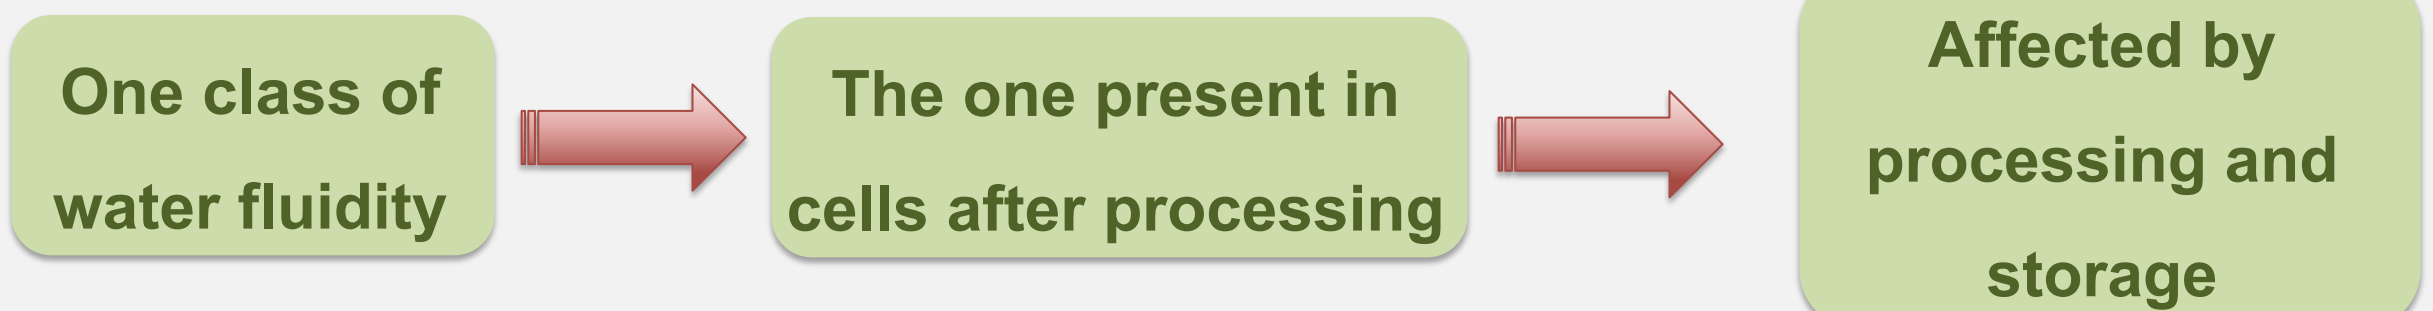 One class of
water fluidity
The one present in
cells after processing
Affected by
processing and
storage